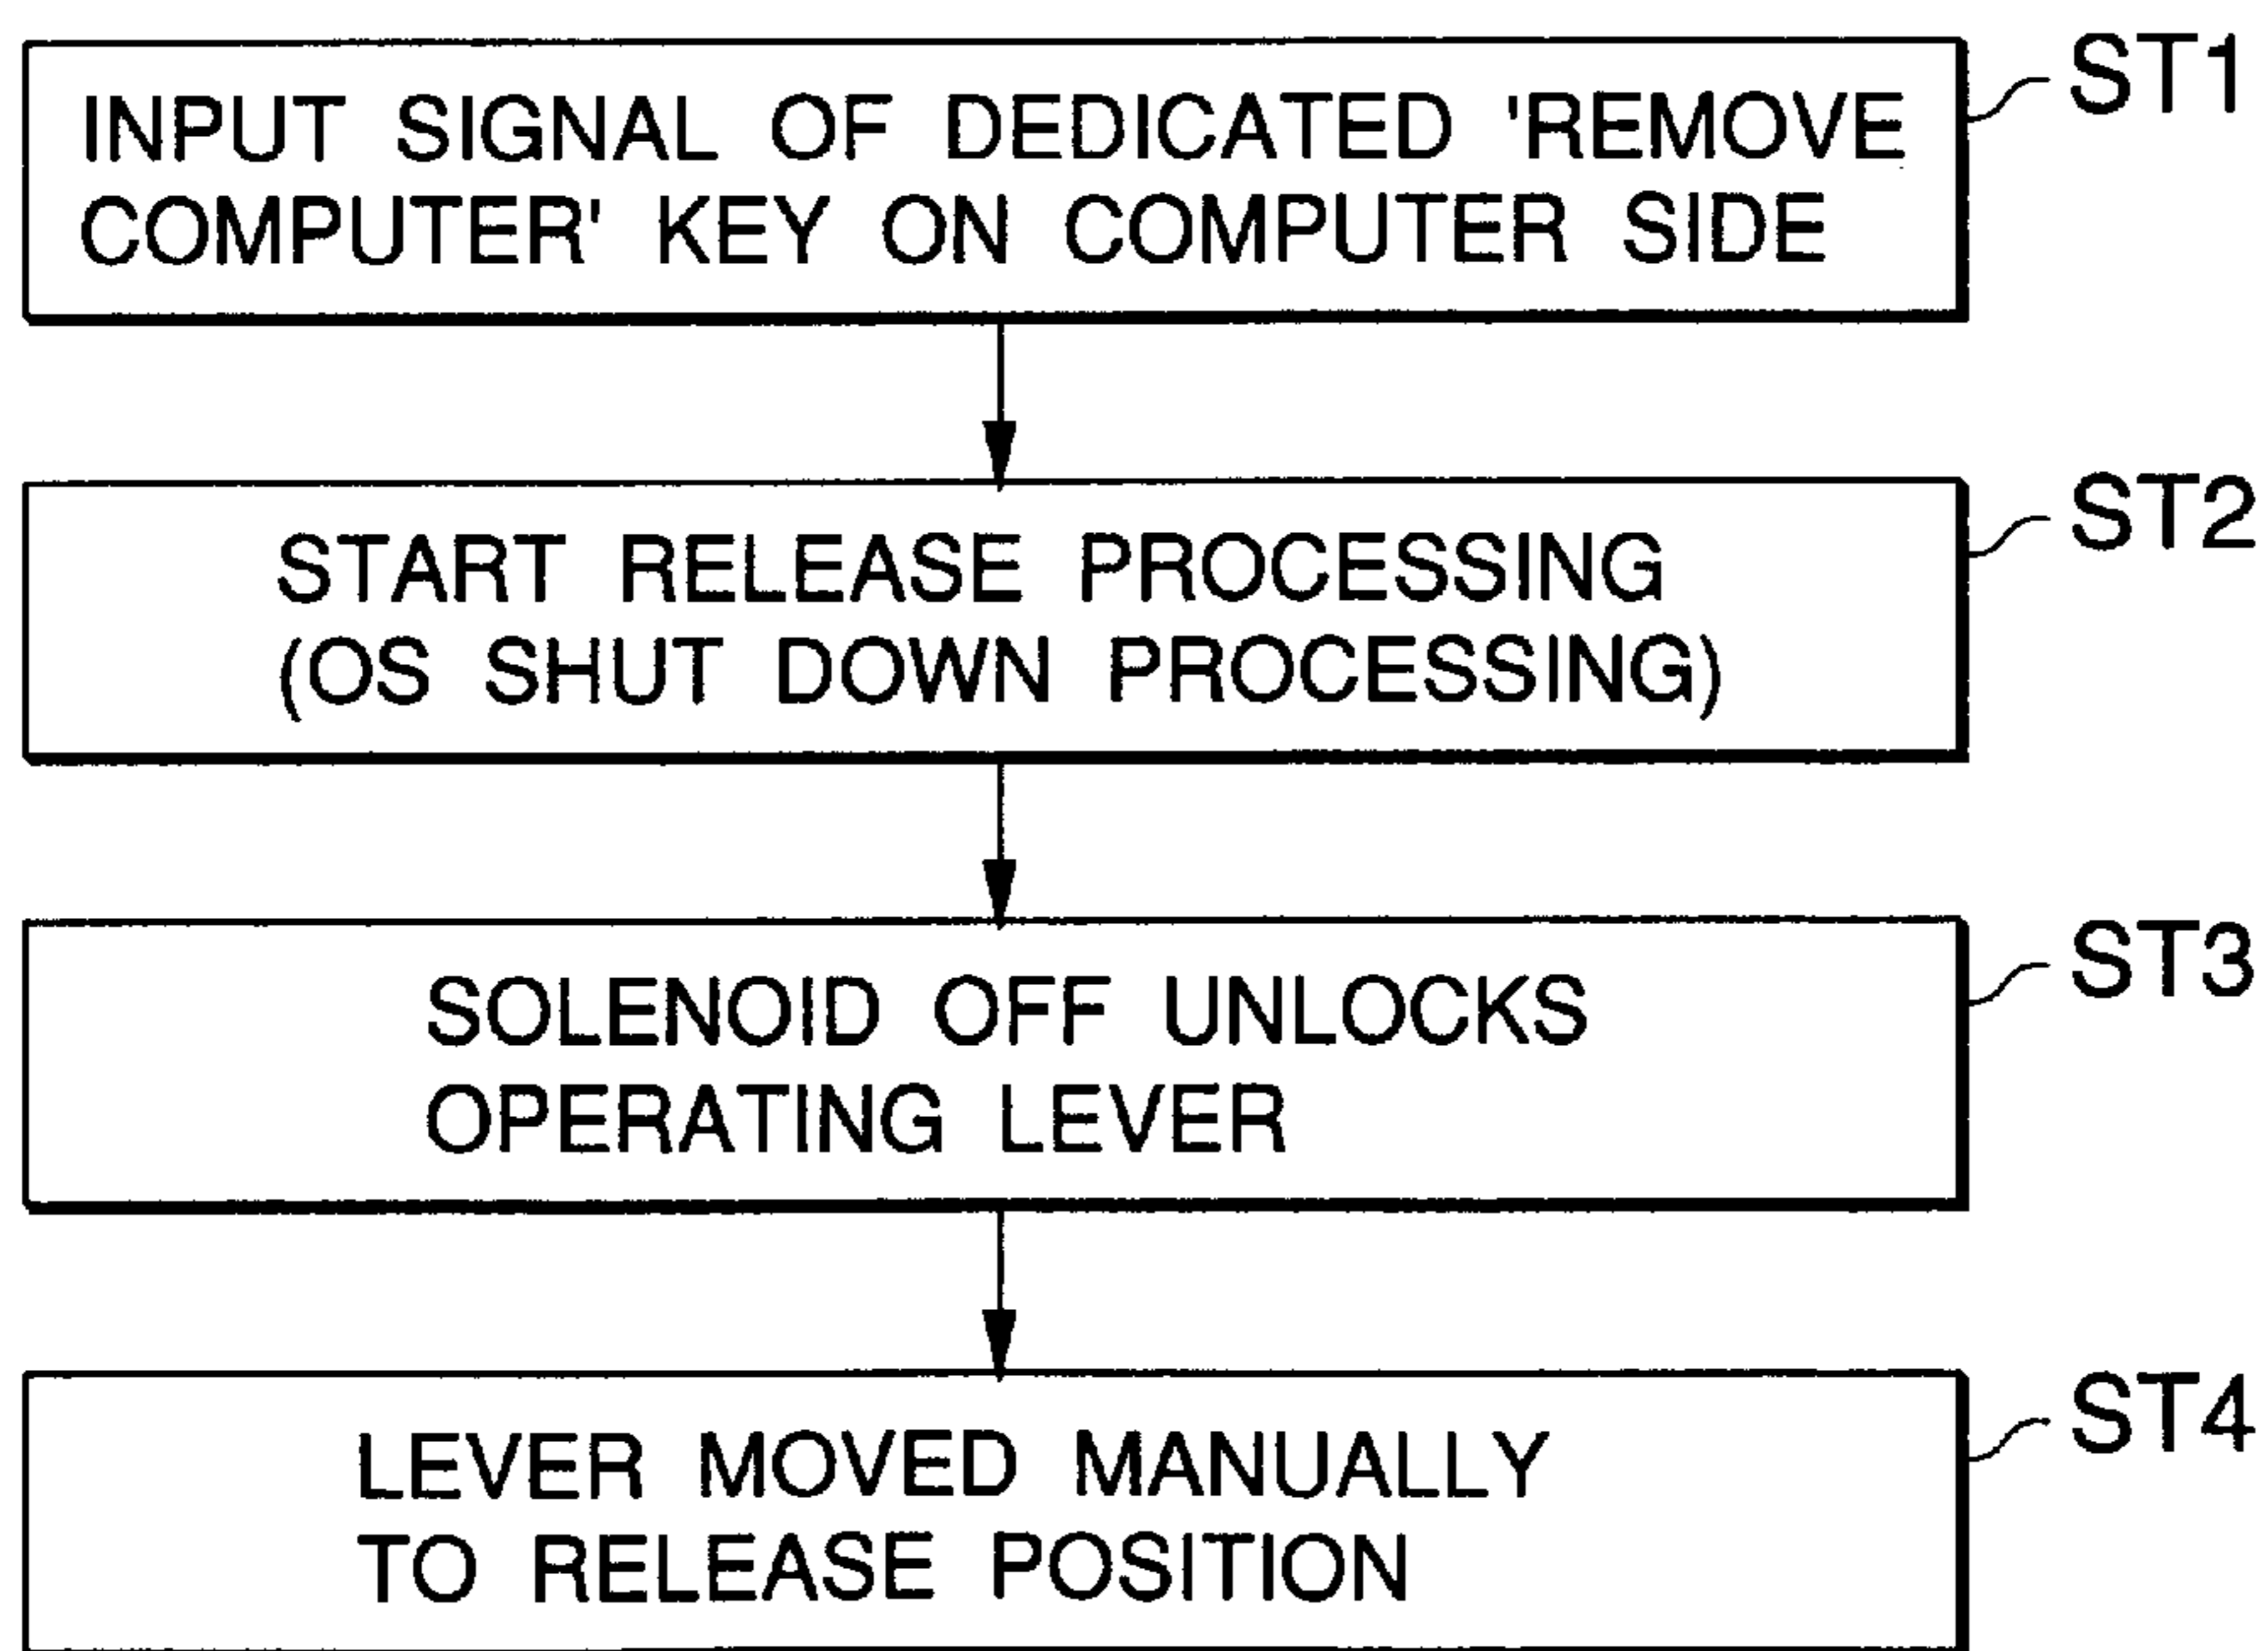 INPUT SIGNAL OF DEDICATED 'REMOVE
COMPUTER' KEY ON COMPUTER SIDE
ST1
START RELEASE PROCESSING
(OS SHUT DOWN PROCESSING)
ST2
SOLENOID OFF UNLOCKS
OPERATING LEVER
ST3
LEVER MOVED MANUALLY
TO RELEASE POSITION
ST4